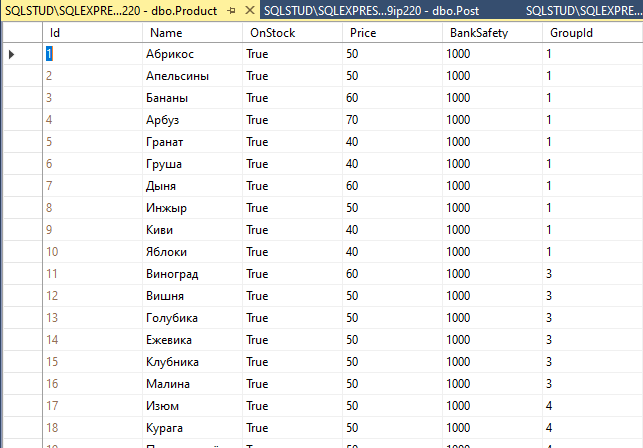 SQLSTUD\SQLEXPRE...220 - dbo.Product SQLSTUD\SQLEXPRES...9ip220 - dbo.Post SQLSTUD\SQLEXPRES
Id Name OnStock Price BankSafety GroupId
1 Абрикос True 50 1000 1
2 Апельсины True 50 1000 1
3 Бананы True 60 1000 1
4 Арбуз True 70 1000 1
5 Гранат True 40 1000 1
6 Груша True 40 1000 1
7 Дыня True 60 1000 1
8 Инжыр True 50 1000 1
9 Киви True 40 1000 1
10 Яблоки True 40 1000 1
11 Виноград True 60 1000 3
12 Вишня True 50 1000 3
13 Голубика True 50 1000 3
14 Ежевика True 50 1000 3
15 Клубника True 50 1000 3
16 Малина True 50 1000 3
17 Изюм True 50 1000 4
18 Курага True 50 1000 4